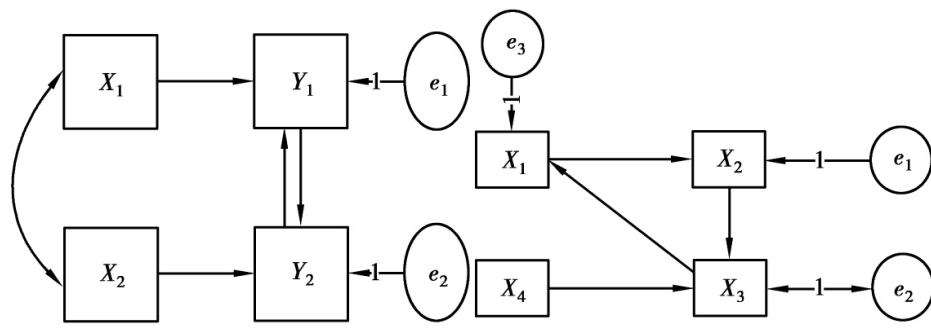 X₁
Y₁
1
e₁
X₂
Y₂
1
e₂
e₃
1
X₁
X₂
1
e₁
X₄
X₃
1
e₂